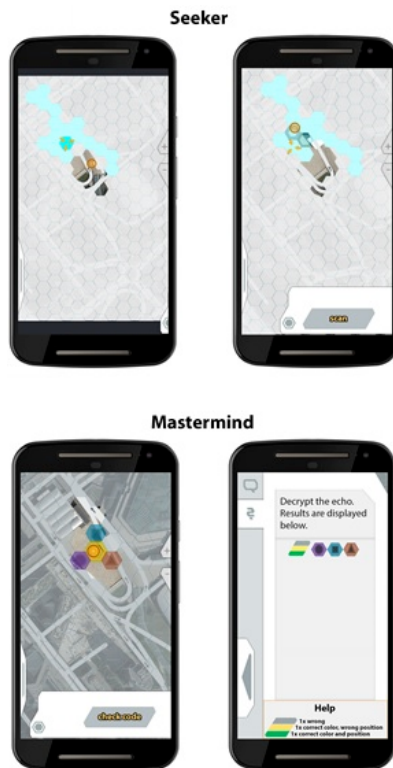 Seeker
scan
Mastermind
check code
Decrypt the echo.
Results are displayed
below.
Help
1x wrong
1x correct color, wrong position
1x correct color and position